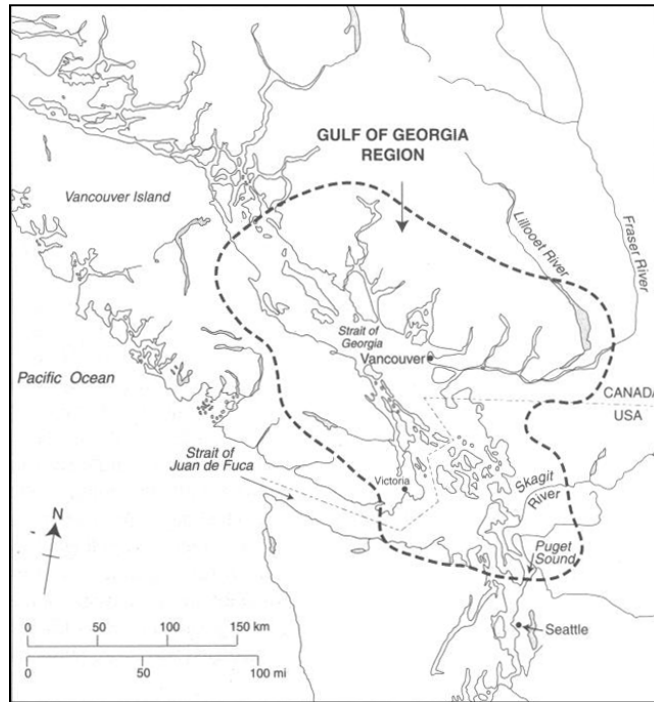 GULF OF GEORGIA
REGION
Vancouver Island
Lillooet River
Fraser River
Strait of
Georgia
Vancouver
Pacific Ocean
CANADA
USA
Strait of
Juan de Fuca
Victoria
Skagit
River
N
Puget
Sound
Seattle
0 50 100 150 km
0 50 100 mi